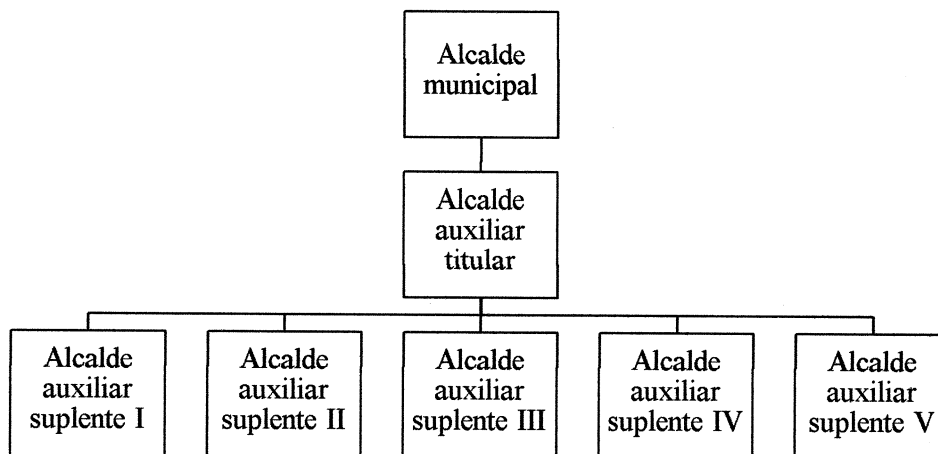 Alcalde
municipal
Alcalde
auxiliar
titular
Alcalde
auxiliar
suplente I
Alcalde
auxiliar
suplente II
Alcalde
auxiliar
suplente III
Alcalde
auxiliar
suplente IV
Alcalde
auxiliar
suplente V